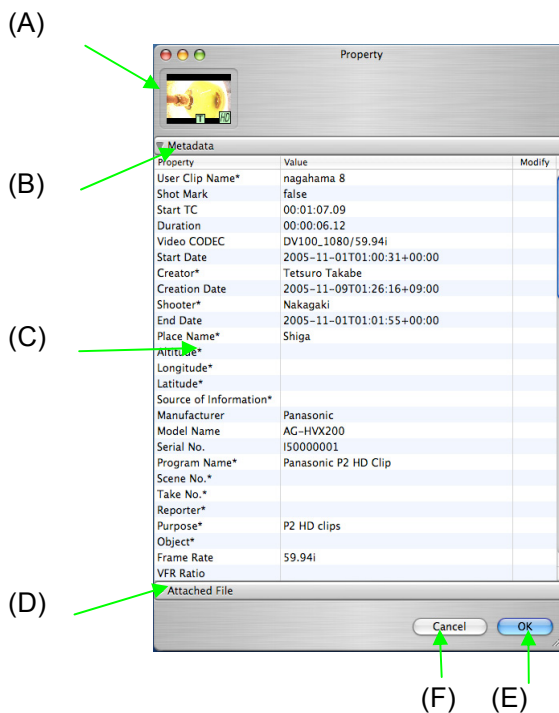 (A)
Property
T HD
(B)
Metadata
Property Value Modify
User Clip Name* nagahama 8
Shot Mark false
Start TC 00:01:07.09
Duration 00:00:06.12
Video CODEC DV100_1080/59.94i
Start Date 2005-11-01T01:00:31+00:00
Creator* Tetsuro Takabe
Creation Date 2005-11-09T01:26:16+09:00
Shooter* Nakagaki
End Date 2005-11-01T01:01:55+00:00
(C)
Place Name* Shiga
Altitude*
Longitude*
Latitude*
Source of Information*
Manufacturer Panasonic
Model Name AG-HVX200
Serial No. I50000001
Program Name* Panasonic P2 HD Clip
Scene No.*
Take No.*
Reporter*
Purpose* P2 HD clips
Object*
Frame Rate 59.94i
VFR Ratio
(D)
Attached File
Cancel OK
(F) (E)